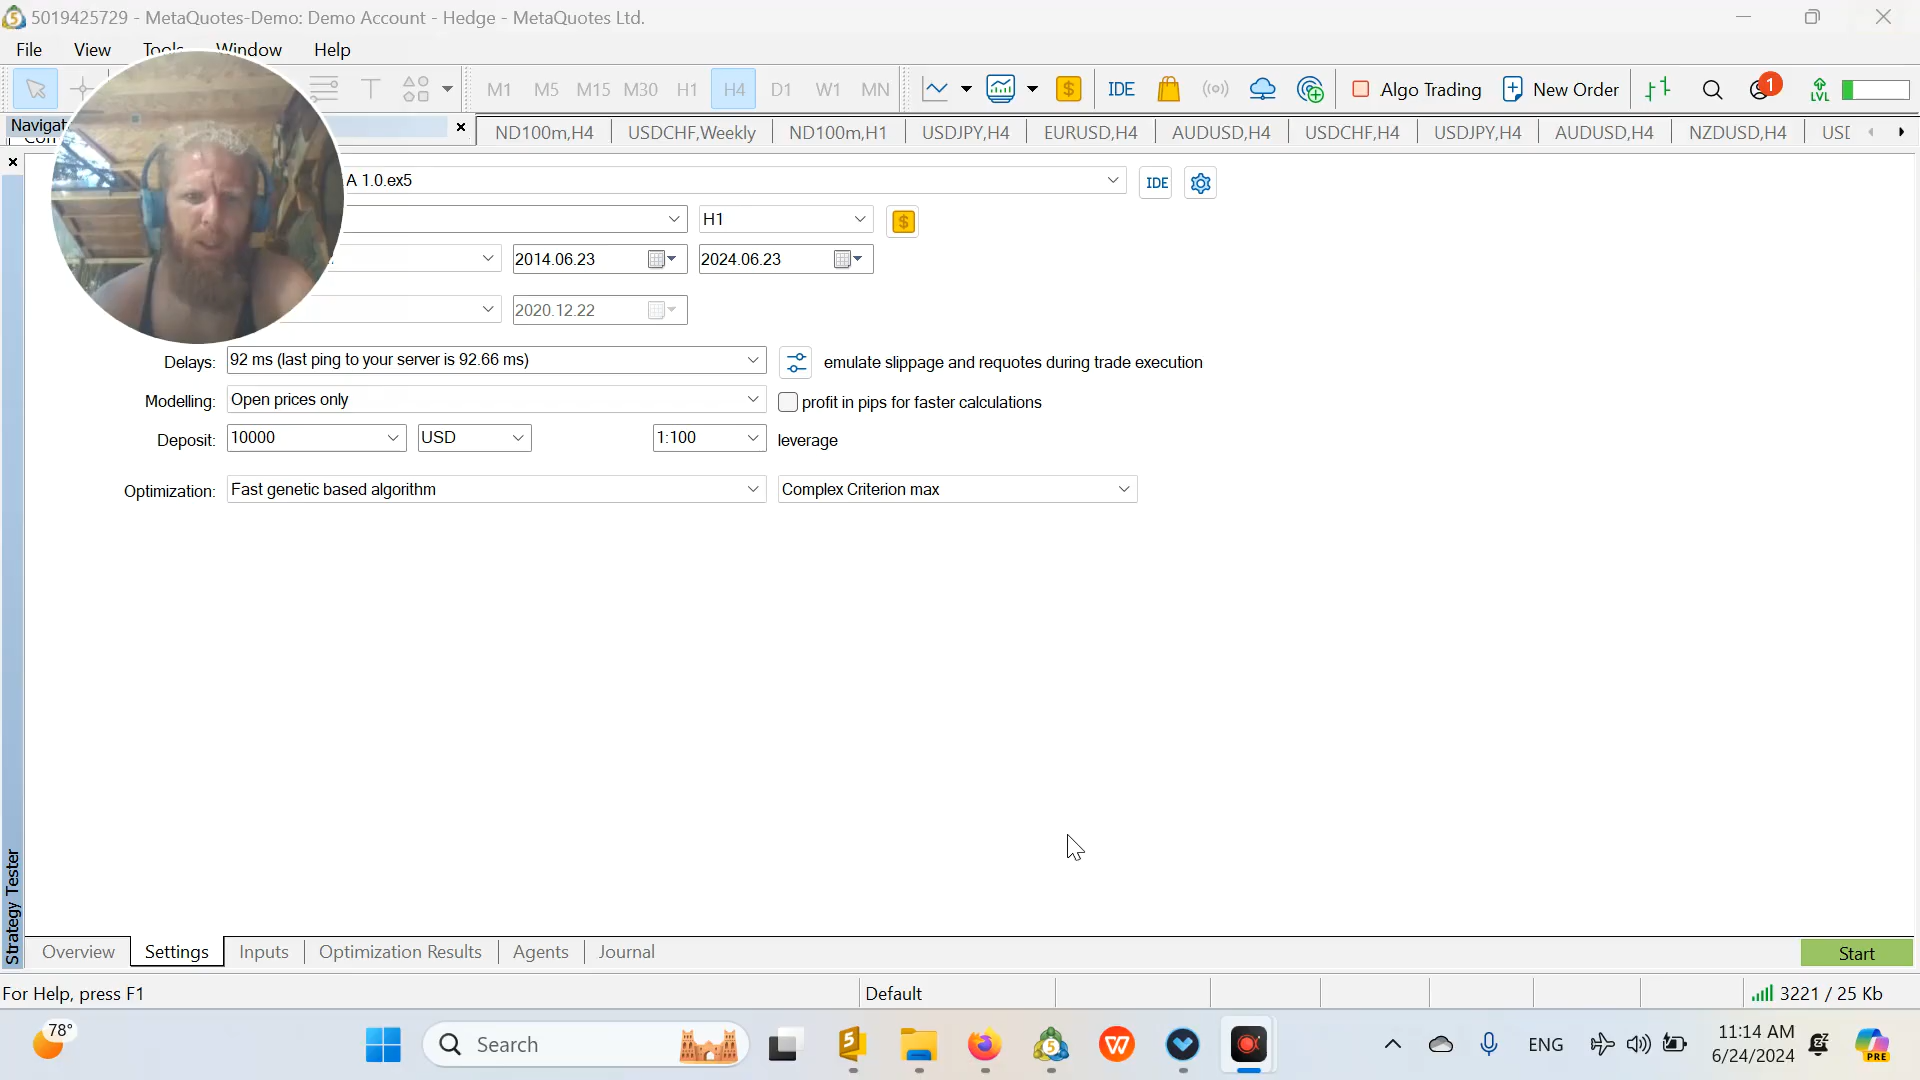 5019425729 - MetaQuotes-Demo: Demo Account - Hedge - MetaQuotes Ltd.
File View Tools Window Help
M1 M5 M15 M30 H1 H4 D1 W1 MN IDE Algo Trading New Order 1 LVL
ND100m,H4 USDCHF,Weekly ND100m,H1 USDJPY,H4 EURUSD,H4 AUDUSD,H4 USDCHF,H4 USDJPY,H4 AUDUSD,H4 NZDUSD,H4
A 1.0.ex5 IDE
H1
2014.06.23 2024.06.23
2020.12.22
Delays: 92 ms (last ping to your server is 92.66 ms) emulate slippage and requotes during trade execution
Modelling: Open prices only profit in pips for faster calculations
Deposit: 10000 USD 1:100 leverage
Optimization: Fast genetic based algorithm Complex Criterion max
Strategy Tester
Overview Settings Inputs Optimization Results Agents Journal Start
For Help, press F1 Default 3221 / 25 Kb
78° Search ENG 11:14 AM
6/24/2024 PRE